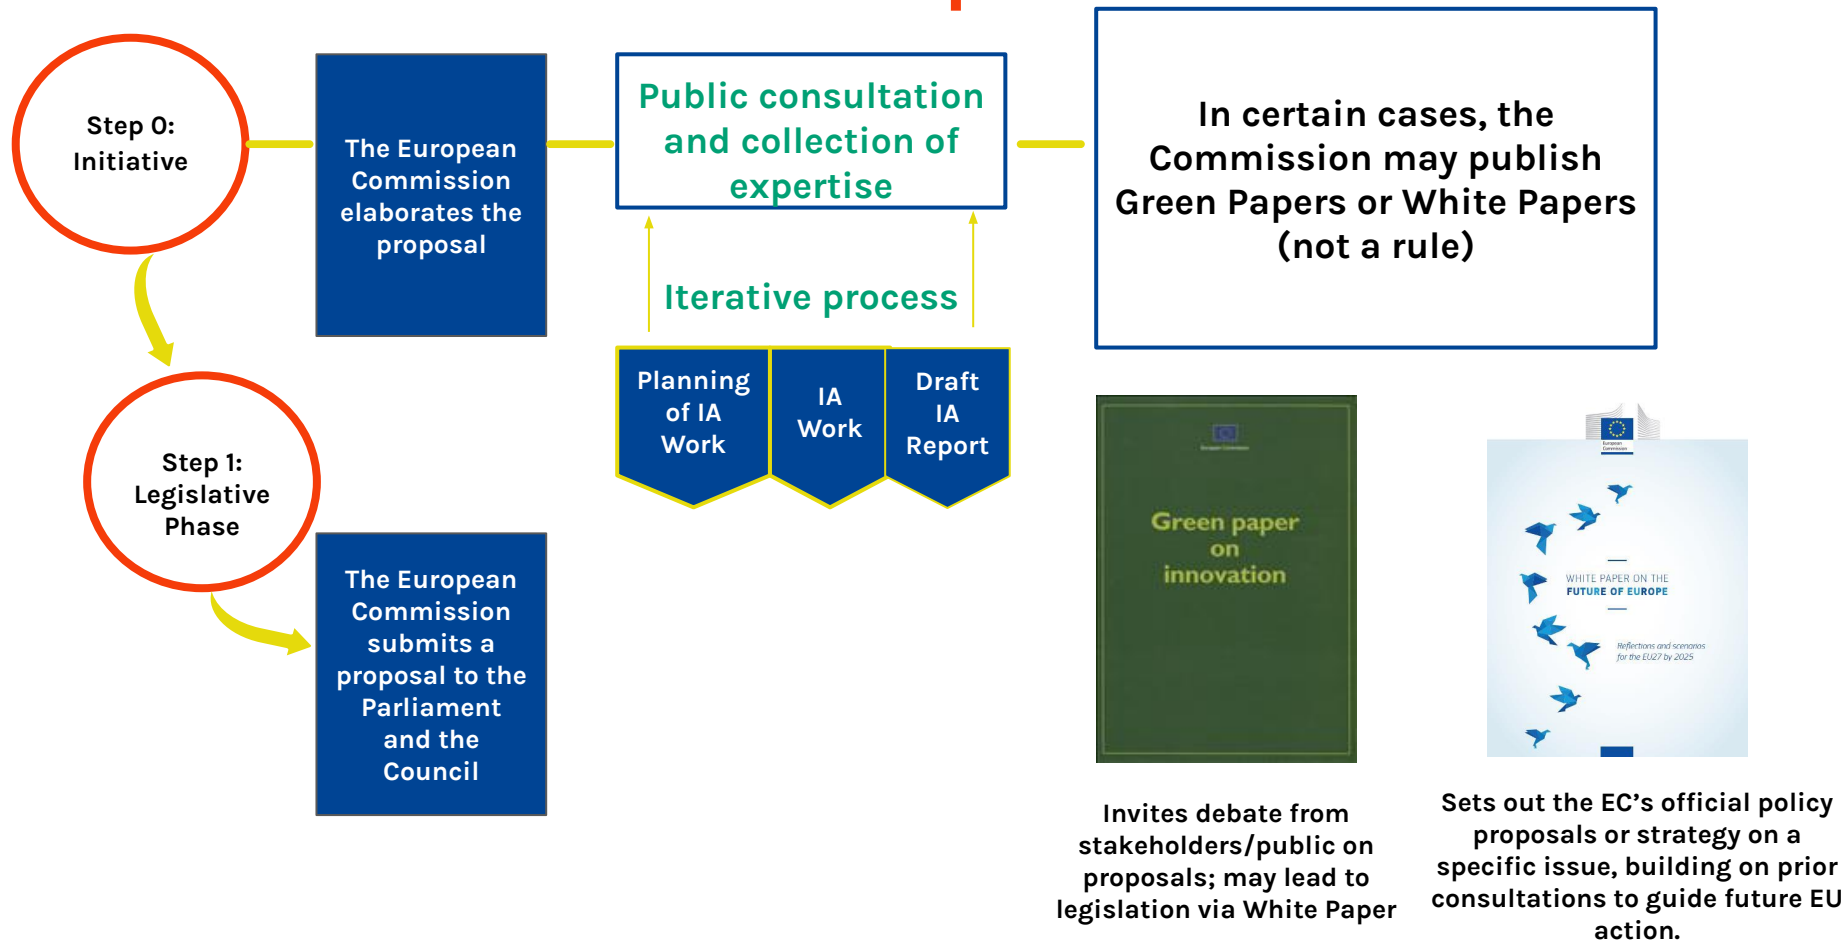 Step 0:
Initiative
The European
Commission
elaborates the
proposal
Public consultation
and collection of
expertise
In certain cases, the
Commission may publish
Green Papers or White Papers
(not a rule)
Iterative process
Planning
of IA
Work
IA
Work
Draft
IA
Report
Step 1:
Legislative
Phase
The European
Commission
submits a
proposal to the
Parliament
and the
Council
European Commission
Green paper
on
innovation
European
Commission
WHITE PAPER ON THE
FUTURE OF EUROPE
Reflections and scenarios
for the EU27 by 2025
Invites debate from
stakeholders/public on
proposals; may lead to
legislation via White Paper
Sets out the EC’s official policy
proposals or strategy on a
specific issue, building on prior
consultations to guide future EU
action.